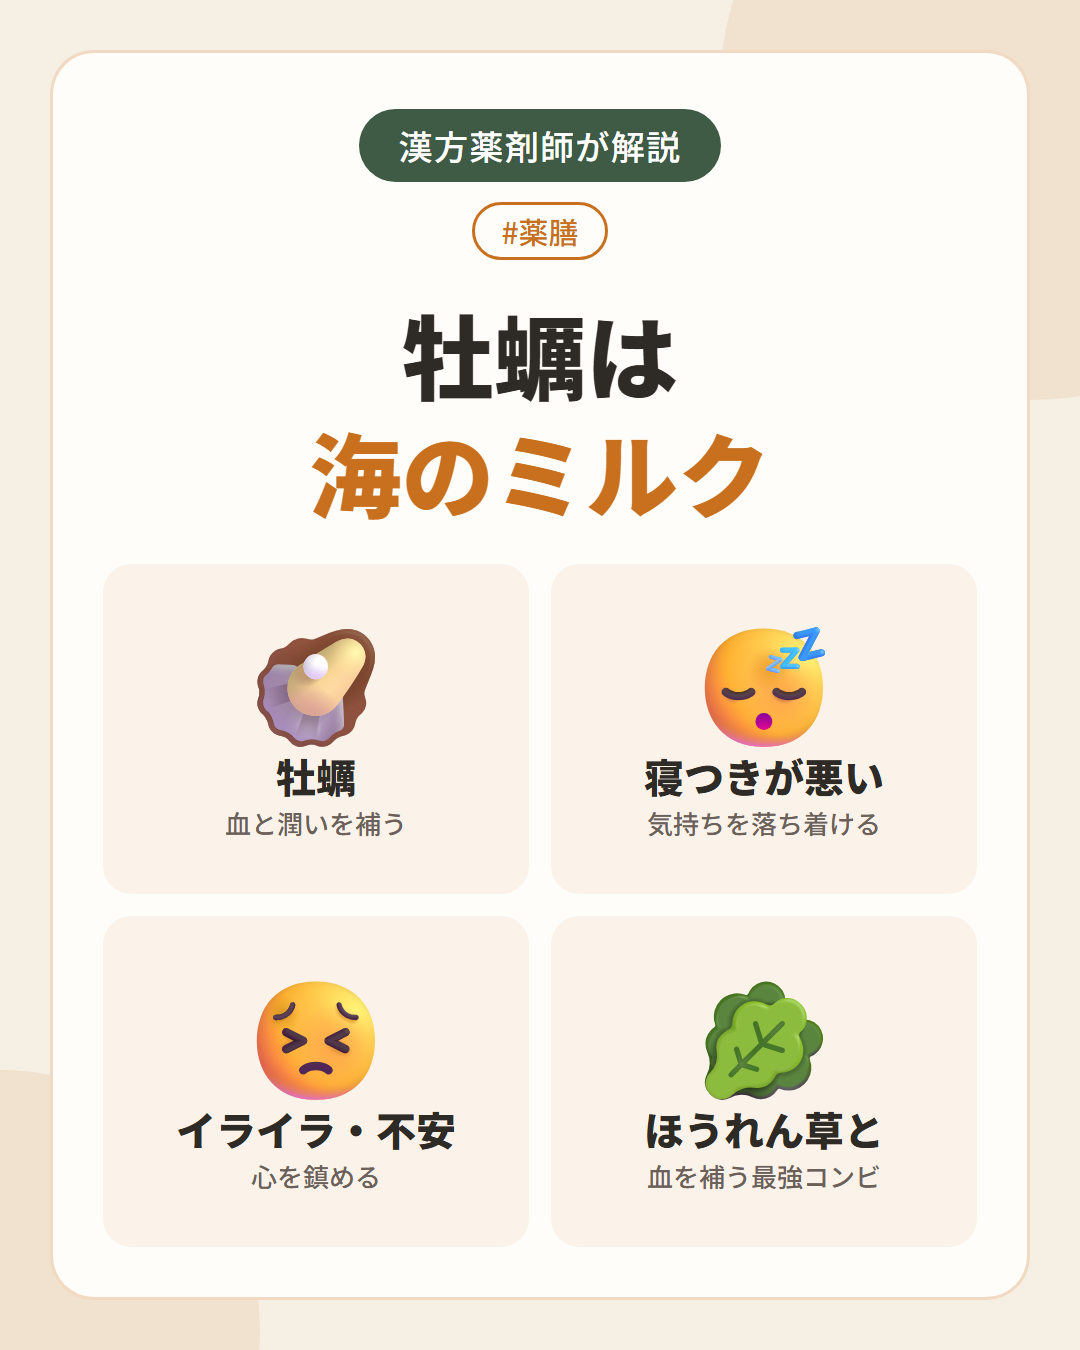 漢方薬剤師が解説
#薬膳
牡蠣は
海のミルク
牡蠣
血と潤いを補う
寝つきが悪い
気持ちを落ち着ける
イライラ・不安
心を鎮める
ほうれん草と
血を補う最強コンビ